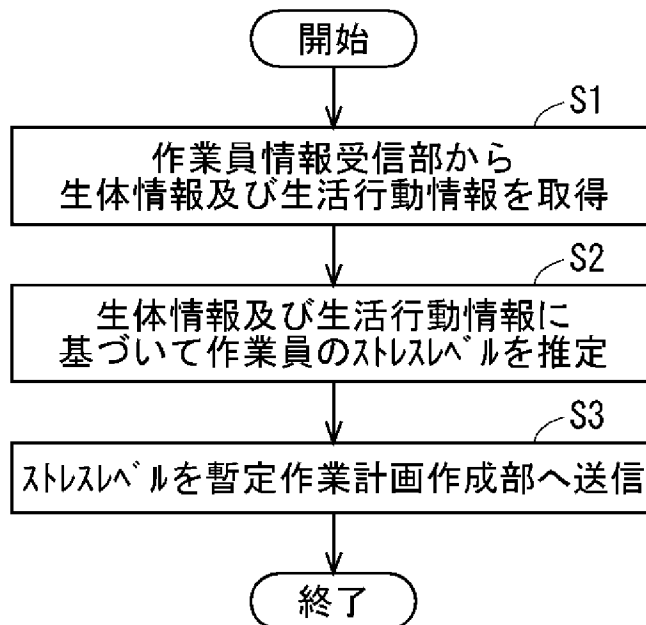 開始
S1
作業員情報受信部から
生体情報及び生活行動情報を取得
S2
生体情報及び生活行動情報に
基づいて作業員のｽﾄﾚｽﾚﾍﾞﾙを推定
S3
ｽﾄﾚｽﾚﾍﾞﾙを暫定作業計画作成部へ送信
終了